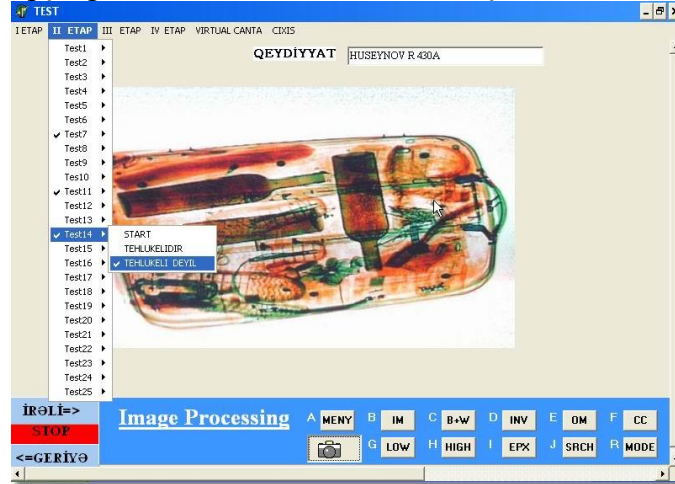 TEST
I ETAP II ETAP III ETAP IV ETAP VIRTUAL CANTA CIXIS
QEYDİYYAT HUSEYNOV R 430A
Test1
Test2
Test3
Test4
Test5
Test6
Test7
Test8
Test9
Tes10
Test11
Test12
Test13
Test14
START
Test15
TEHLUKELIDIR
Test16
TEHLUKELI DEYIL
Test17
Test18
Test19
Test20
Test21
Test22
Test23
Test24
Test25
İRƏLİ=>
STOP
<=GERİYƏ
Image Processing
A MENY B IM C B+W D INV E OM F CC
G LOW H HIGH I EPX J SRCH R MODE